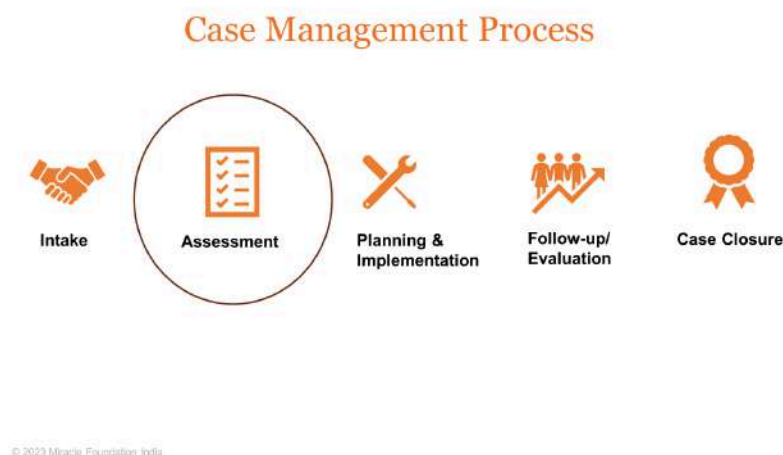 Case Management Process
Intake
Assessment
Planning &
Implementation
Follow-up/
Evaluation
Case Closure
© 2023 Miracle Foundation India